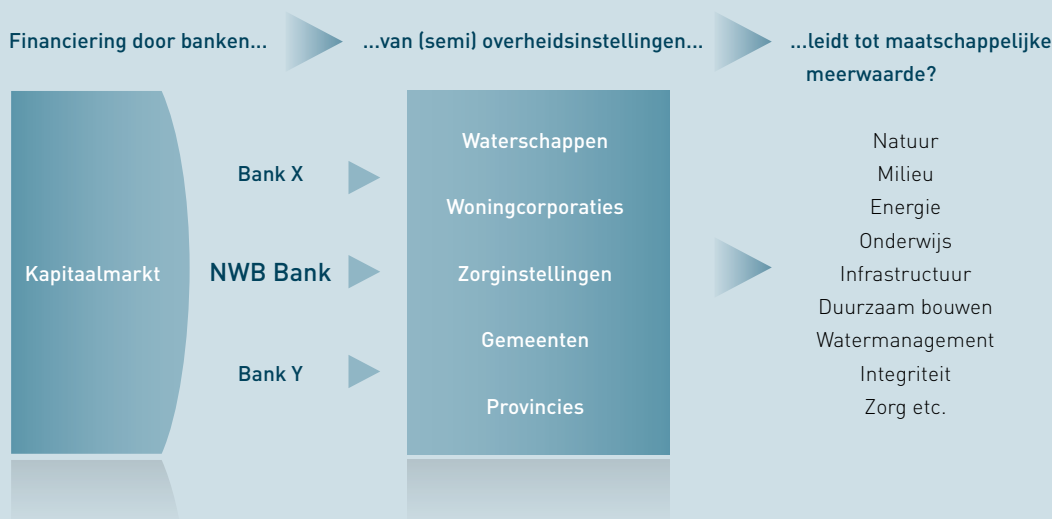 Financiering door banken...
...van (semi) overheidsinstellingen...
...leidt tot maatschappelijke
meerwaarde?
Kapitaalmarkt
Bank X
NWB Bank
Bank Y
Waterschappen
Woningcorporaties
Zorginstellingen
Gemeenten
Provincies
Natuur
Milieu
Energie
Onderwijs
Infrastructuur
Duurzaam bouwen
Watermanagement
Integriteit
Zorg etc.